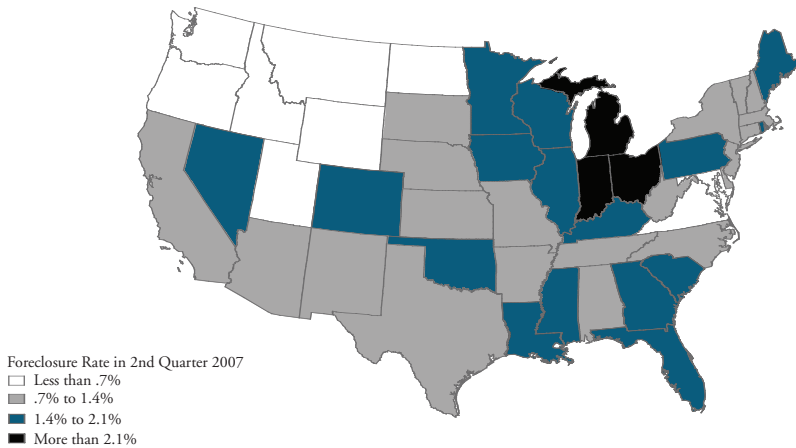 Foreclosure Rate in 2nd Quarter 2007
Less than .7%
.7% to 1.4%
1.4% to 2.1%
More than 2.1%